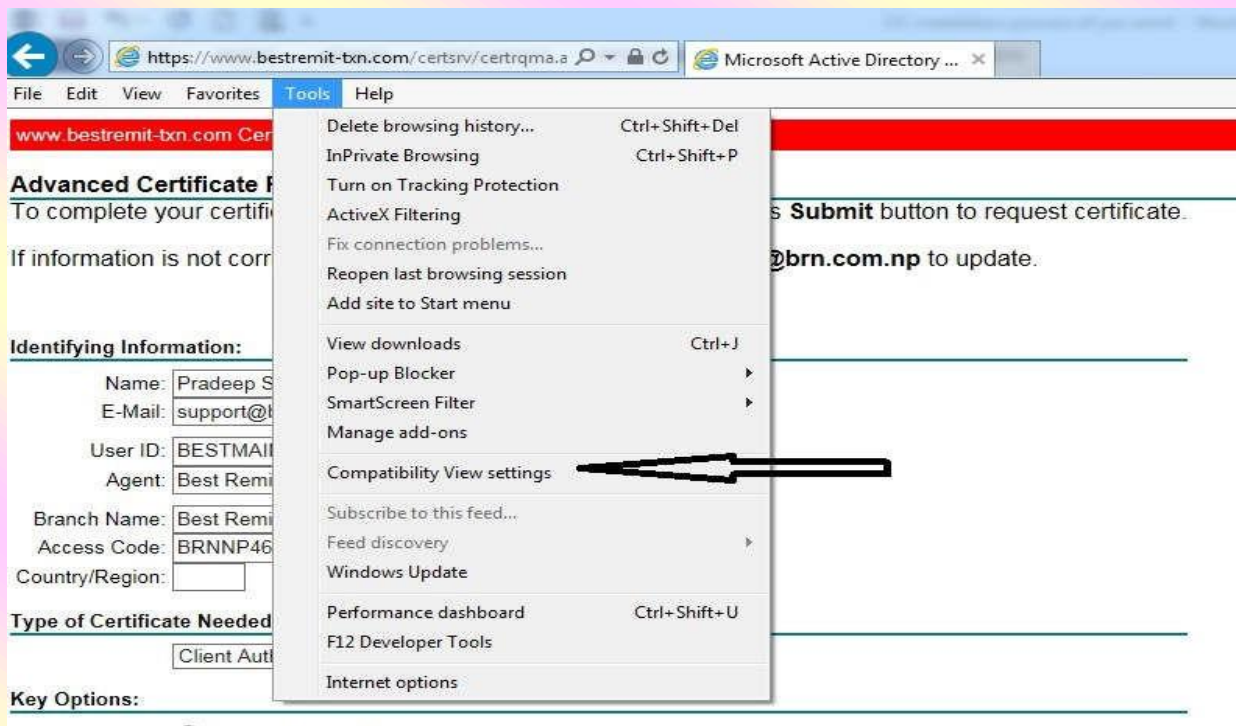 https://www.bestremit-txn.com/certsrv/certrqma.a
Microsoft Active Directory ...
File Edit View Favorites Tools Help
www.bestremit-txn.com Cer
Delete browsing history... Ctrl+Shift+Del
InPrivate Browsing Ctrl+Shift+P
Turn on Tracking Protection
ActiveX Filtering
Fix connection problems...
Reopen last browsing session
Add site to Start menu
View downloads Ctrl+J
Pop-up Blocker
SmartScreen Filter
Manage add-ons
Compatibility View settings
Subscribe to this feed...
Feed discovery
Windows Update
Performance dashboard Ctrl+Shift+U
F12 Developer Tools
Internet options
Advanced Certificate
To complete your certifi s Submit button to request certificate.
If information is not corr @brn.com.np to update.
Identifying Information:
Name: Pradeep S
E-Mail: support@
User ID: BESTMAI
Agent: Best Remi
Branch Name: Best Remi
Access Code: BRNNP46
Country/Region:
Type of Certificate Needed
Client Aut
Key Options: